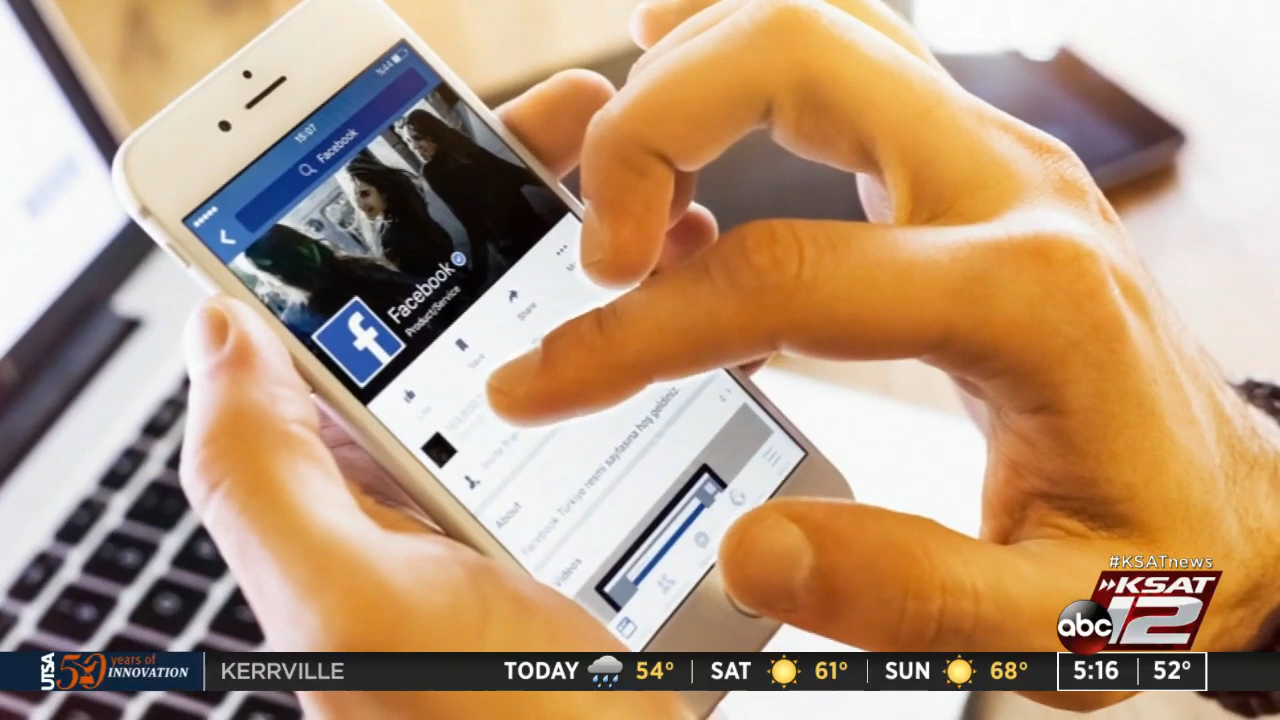 %44
15:07
Facebook
Facebook
Product/Service
f
Save
Share
About
Facebook Türkiye resmi sayfasına hoş geldiniz.
Videos
#KSATnews
KSAT
abc 12
UTSA 50 years of INNOVATION
KERRVILLE
TODAY 54° | SAT 61° | SUN 68°
5:16 52°